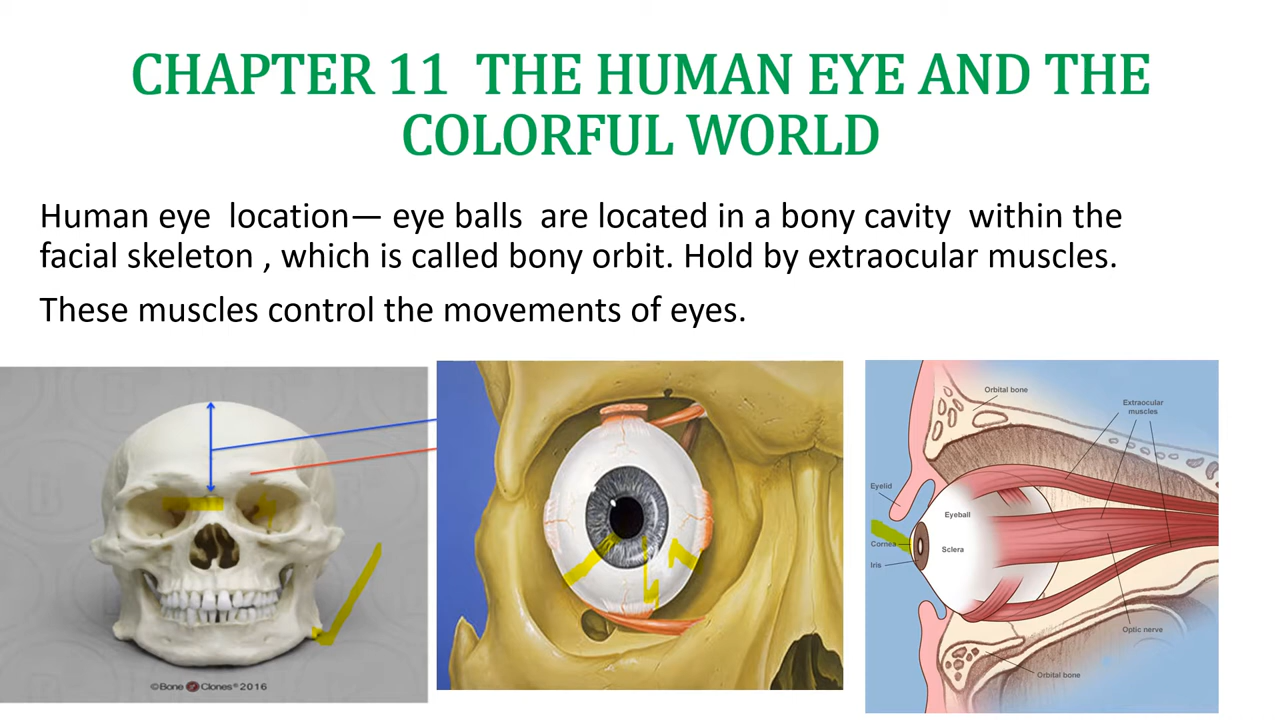 CHAPTER 11  THE HUMAN EYE AND THE
COLORFUL WORLD
Human eye  location— eye balls  are located in a bony cavity  within the
facial skeleton , which is called bony orbit. Hold by extraocular muscles.
These muscles control the movements of eyes.
©Bone Clones® 2016
Orbital bone
Extraocular
muscles
Eyelid
Eyeball
Cornea
Sclera
Iris
Optic nerve
Orbital bone